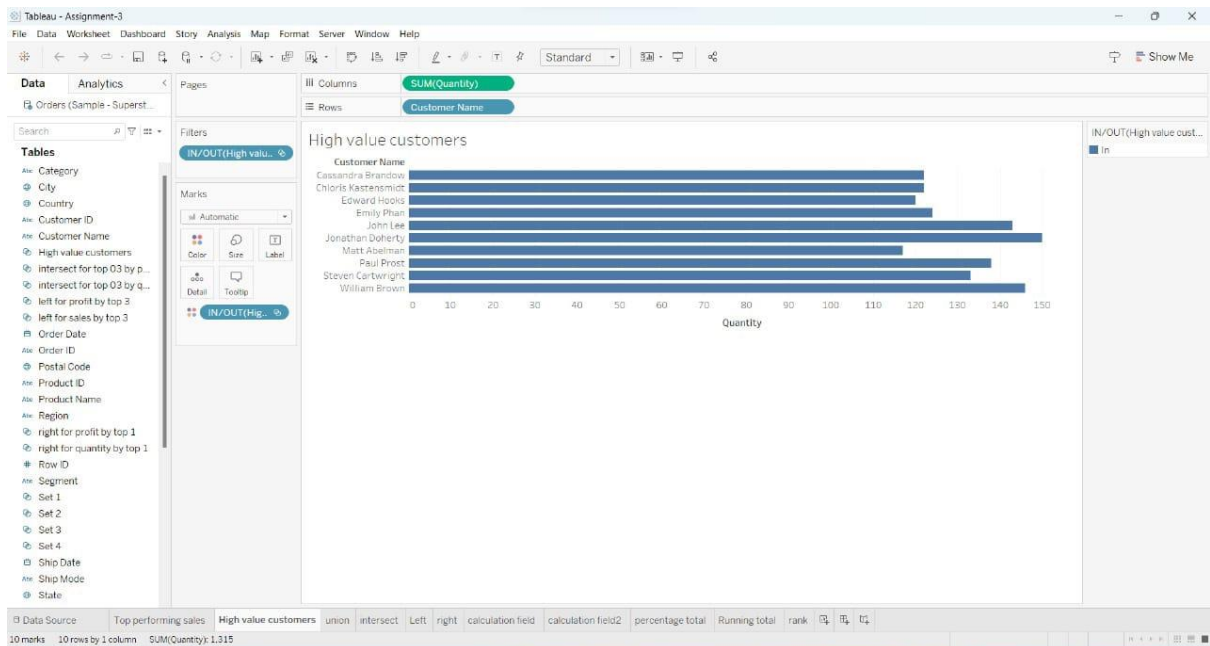 Tableau - Assignment-3
File Data Worksheet Dashboard Story Analysis Map Format Server Window Help
Standard
Show Me
Data Analytics
Pages
Columns SUM(Quantity)
Rows Customer Name
Orders (Sample - Superst...
Search
Tables
Abc Category
City
Country
Abc Customer ID
Abc Customer Name
High value customers
intersect for top 03 by p...
intersect for top 03 by q...
left for profit by top 3
left for sales by top 3
Order Date
Abc Order ID
Postal Code
Abc Product ID
Abc Product Name
Abc Region
right for profit by top 1
right for quantity by top 1
# Row ID
Abc Segment
Set 1
Set 2
Set 3
Set 4
Ship Date
Abc Ship Mode
State
Filters
IN/OUT(High valu..
Marks
Automatic
Color Size Label
Detail Tooltip
IN/OUT(Hig..
High value customers
Customer Name
Cassandra Brandow
Chloris Kastensmidt
Edward Hooks
Emily Phan
John Lee
Jonathan Doherty
Matt Abelman
Paul Prost
Steven Cartwright
William Brown
0 10 20 30 40 50 60 70 80 90 100 110 120 130 140 150
Quantity
IN/OUT(High value cust...
In
Data Source Top performing sales High value customers union intersect Left right calculation field calculation field2 percentage total Running total rank
10 marks 10 rows by 1 column SUM(Quantity): 1,315